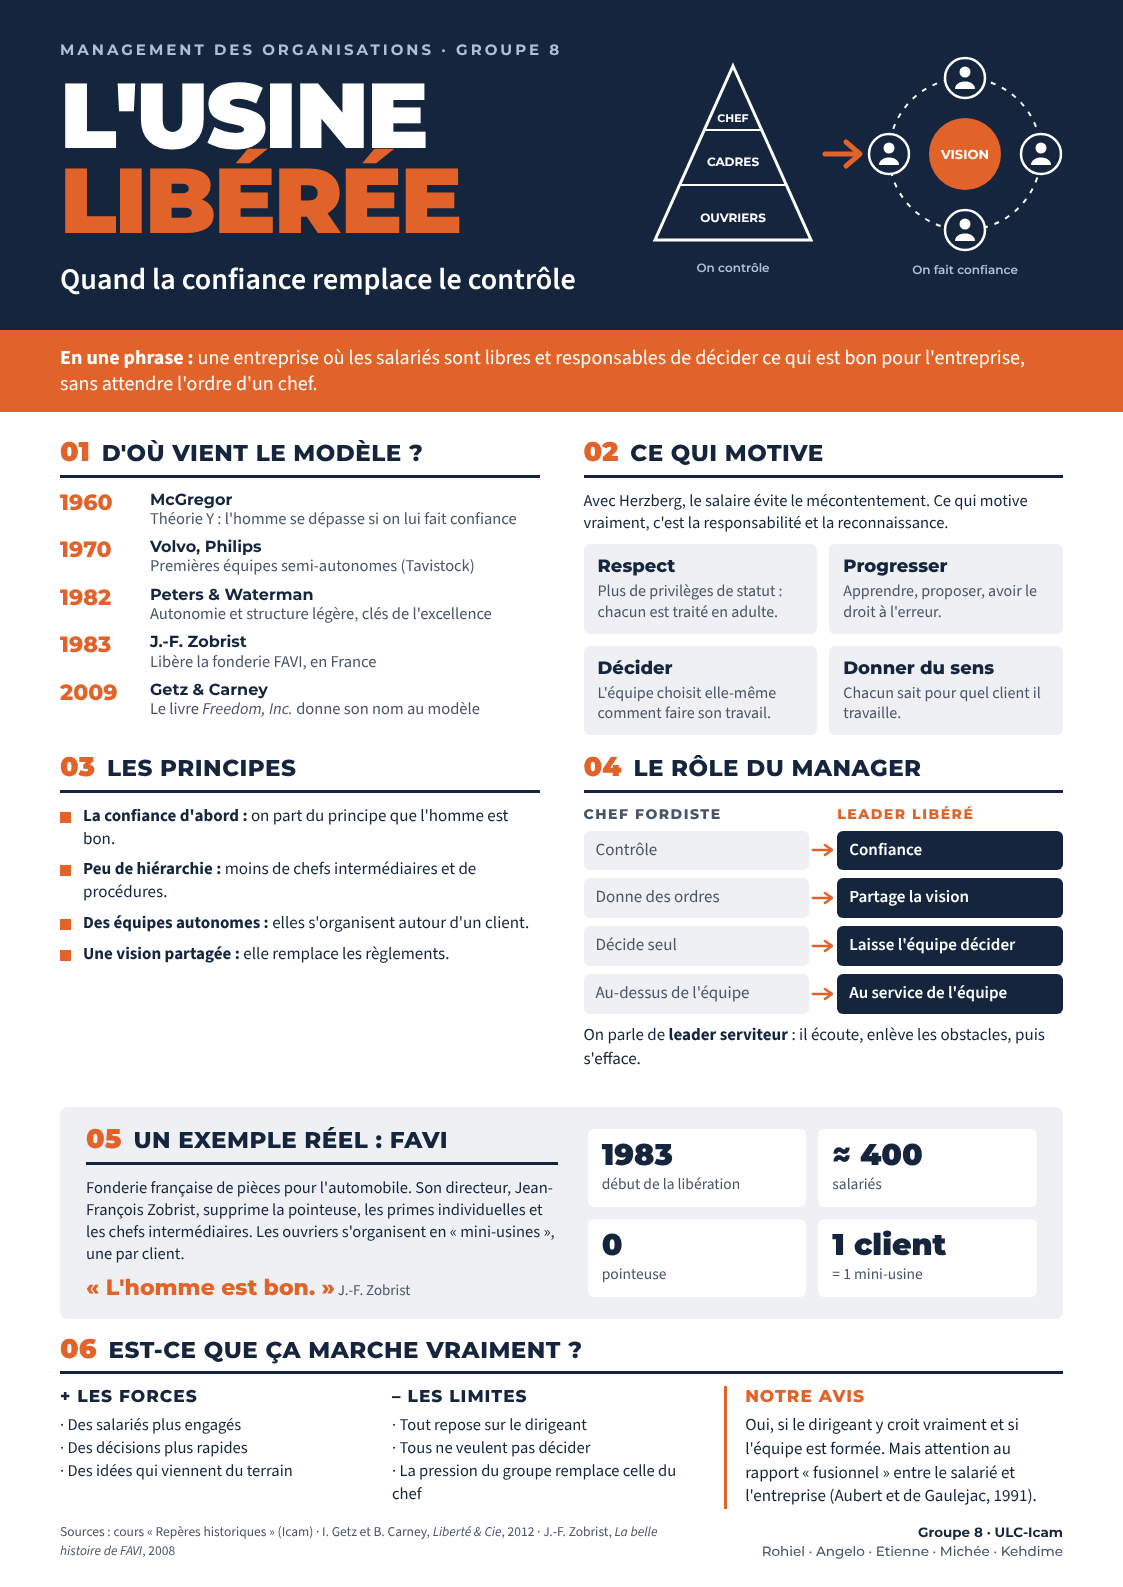 MANAGEMENT DES ORGANISATIONS · GROUPE 8
L'USINE
LIBÉRÉE
Quand la confiance remplace le contrôle
CHEF
CADRES
OUVRIERS
On contrôle
VISION
On fait confiance
En une phrase : une entreprise où les salariés sont libres et responsables de décider ce qui est bon pour l'entreprise,
sans attendre l'ordre d'un chef.
01 D'OÙ VIENT LE MODÈLE ?
1960 McGregor
Théorie Y : l'homme se dépasse si on lui fait confiance
1970 Volvo, Philips
Premières équipes semi-autonomes (Tavistock)
1982 Peters & Waterman
Autonomie et structure légère, clés de l'excellence
1983 J.-F. Zobrist
Libère la fonderie FAVI, en France
2009 Getz & Carney
Le livre Freedom, Inc. donne son nom au modèle
02 CE QUI MOTIVE
Avec Herzberg, le salaire évite le mécontentement. Ce qui motive
vraiment, c'est la responsabilité et la reconnaissance.
Respect
Plus de privilèges de statut :
chacun est traité en adulte.
Progresser
Apprendre, proposer, avoir le
droit à l'erreur.
Décider
L'équipe choisit elle-même
comment faire son travail.
Donner du sens
Chacun sait pour quel client il
travaille.
03 LES PRINCIPES
La confiance d'abord : on part du principe que l'homme est
bon.
Peu de hiérarchie : moins de chefs intermédiaires et de
procédures.
Des équipes autonomes : elles s'organisent autour d'un client.
Une vision partagée : elle remplace les règlements.
04 LE RÔLE DU MANAGER
CHEF FORDISTE LEADER LIBÉRÉ
Contrôle → Confiance
Donne des ordres → Partage la vision
Décide seul → Laisse l'équipe décider
Au-dessus de l'équipe → Au service de l'équipe
On parle de leader serviteur : il écoute, enlève les obstacles, puis
s'efface.
05 UN EXEMPLE RÉEL : FAVI
Fonderie française de pièces pour l'automobile. Son directeur, Jean-
François Zobrist, supprime la pointeuse, les primes individuelles et
les chefs intermédiaires. Les ouvriers s'organisent en « mini-usines »,
une par client.
« L'homme est bon. » J.-F. Zobrist
1983
début de la libération
≈ 400
salariés
0
pointeuse
1 client
= 1 mini-usine
06 EST-CE QUE ÇA MARCHE VRAIMENT ?
+ LES FORCES
· Des salariés plus engagés
· Des décisions plus rapides
· Des idées qui viennent du terrain
– LES LIMITES
· Tout repose sur le dirigeant
· Tous ne veulent pas décider
· La pression du groupe remplace celle du
chef
NOTRE AVIS
Oui, si le dirigeant y croit vraiment et si
l'équipe est formée. Mais attention au
rapport « fusionnel » entre le salarié et
l'entreprise (Aubert et de Gaulejac, 1991).
Sources : cours « Repères historiques » (Icam) · I. Getz et B. Carney, Liberté & Cie, 2012 · J.-F. Zobrist, La belle
histoire de FAVI, 2008
Groupe 8 · ULC-Icam
Rohiel · Angelo · Etienne · Michée · Kehdime